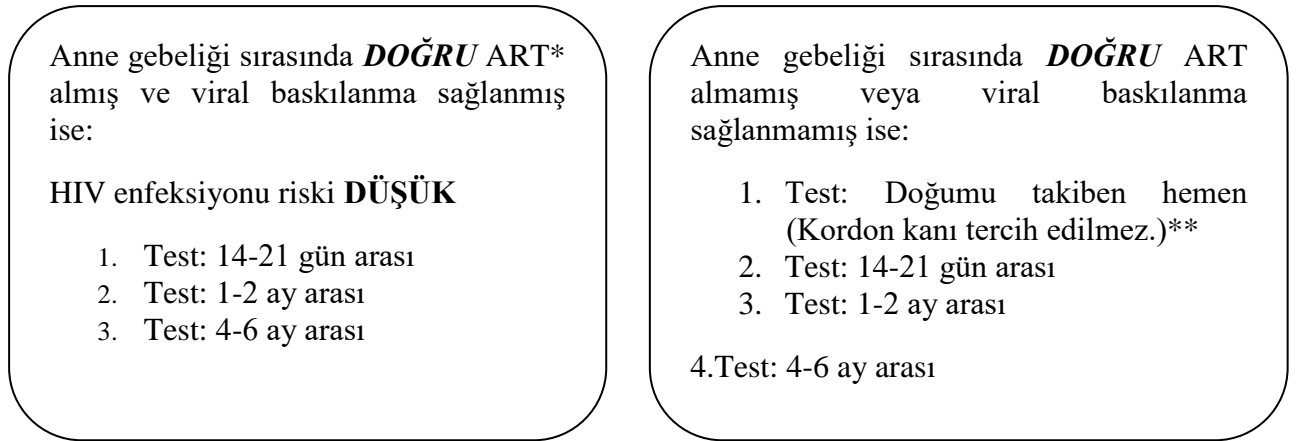 Anne gebeliği sırasında DOĞRU ART*
almış ve viral baskılanma sağlanmış
ise:
HIV enfeksiyonu riski DÜŞÜK
1. Test: 14-21 gün arası
2. Test: 1-2 ay arası
3. Test: 4-6 ay arası
Anne gebeliği sırasında DOĞRU ART
almamış veya viral baskılanma
sağlanmamış ise:
1. Test: Doğumu takiben hemen
(Kordon kanı tercih edilmez.)**
2. Test: 14-21 gün arası
3. Test: 1-2 ay arası
4.Test: 4-6 ay arası